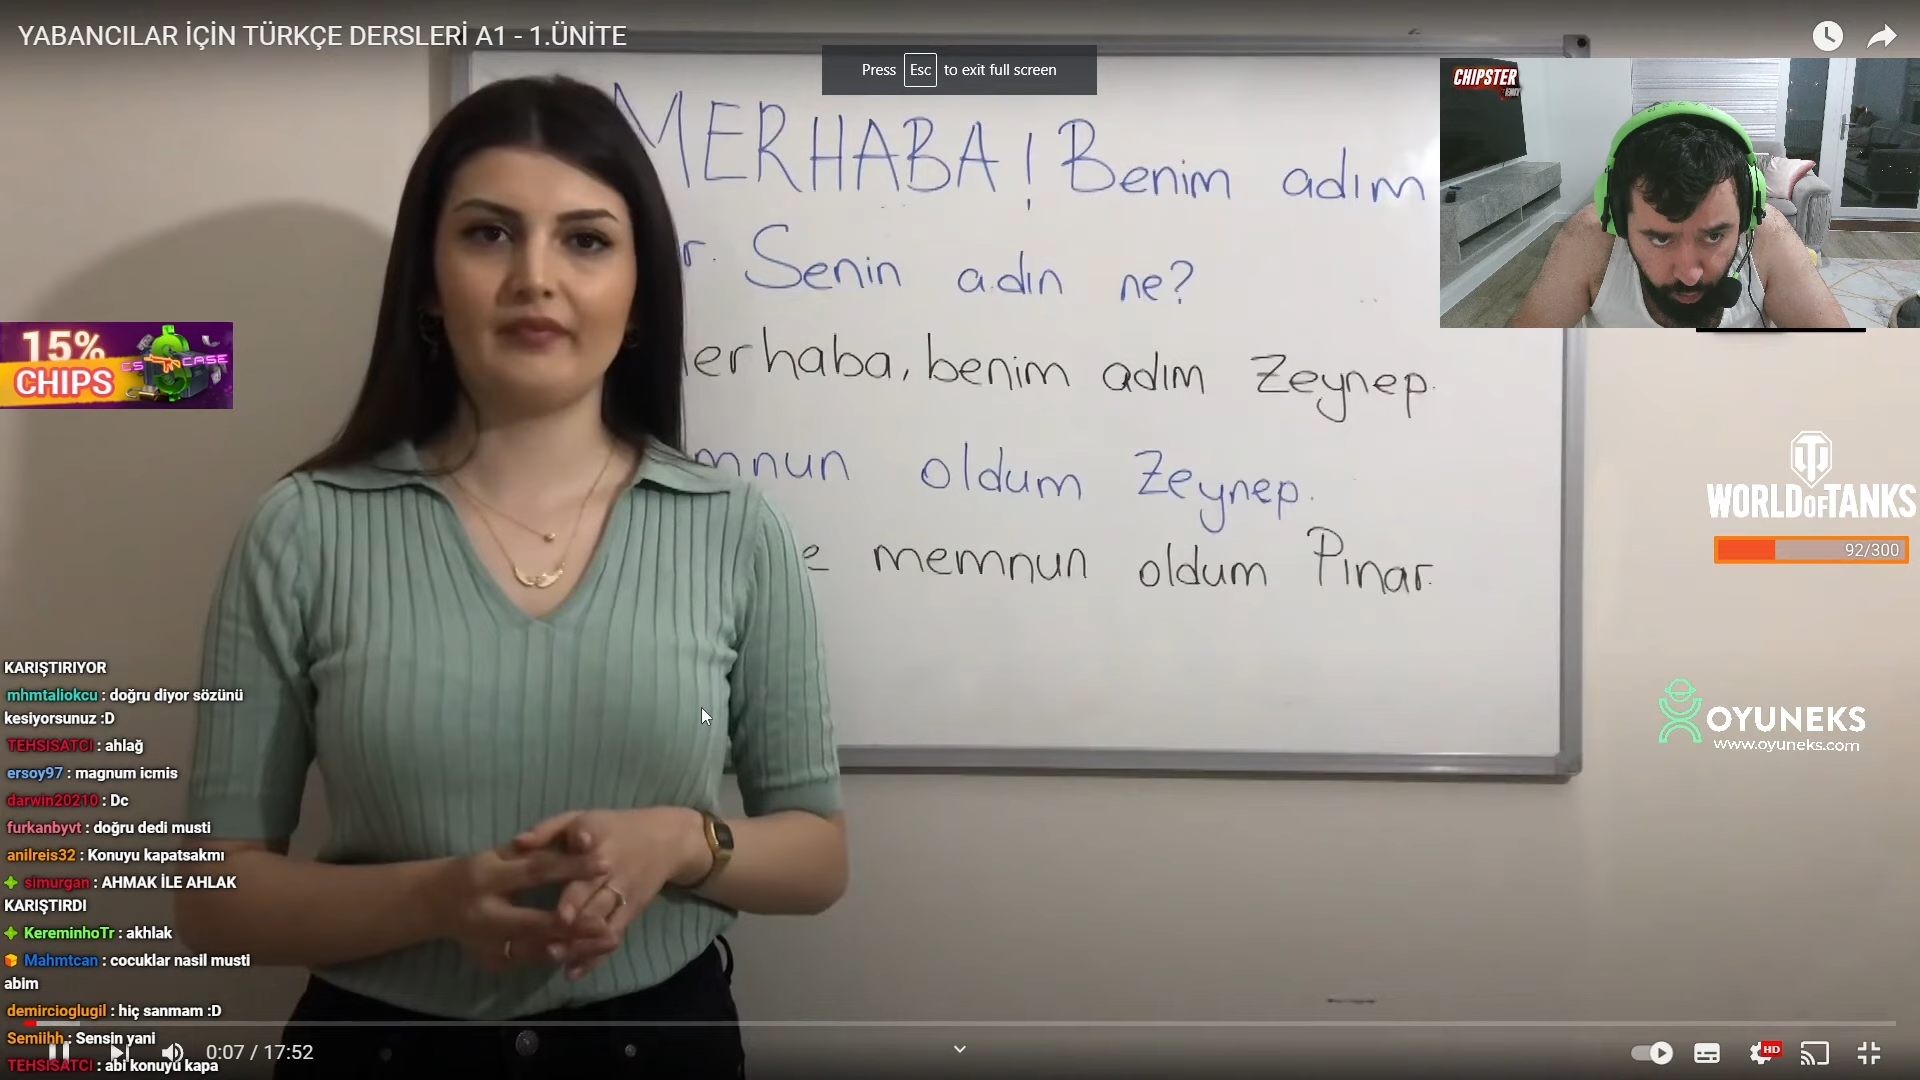 YABANCILAR İÇİN TÜRKÇE DERSLERİ A1 - 1.ÜNİTE
Press Esc to exit full screen
CHIPSTER
MERHABA! Benim adım
r. Senin adın ne?
erhaba, benim adım Zeynep.
mnun oldum Zeynep.
e memnun oldum Pınar.
15%
CHIPS
CS CASE
WORLD OF TANKS
92/300
OYUNEKS
www.oyuneks.com
KARIŞTIRIYOR
mhmtaliokcu : doğru diyor sözünü
kesiyorsunuz :D
TEHSISATCI : ahlağ
ersoy97 : magnum icmis
darwin20210 : Dc
furkanbyvt : doğru dedi musti
anilreis32 : Konuyu kapatsakmı
simurgan : AHMAK İLE AHLAK
KARIŞTIRDI
KereminhoTr : akhlak
Mahmtcan : cocuklar nasil musti
abim
demircioglugil : hiç sanmam :D
Semiihh : Sensin yani
TEHSISATCI : abi konuyu kapa
0:07 / 17:52
HD